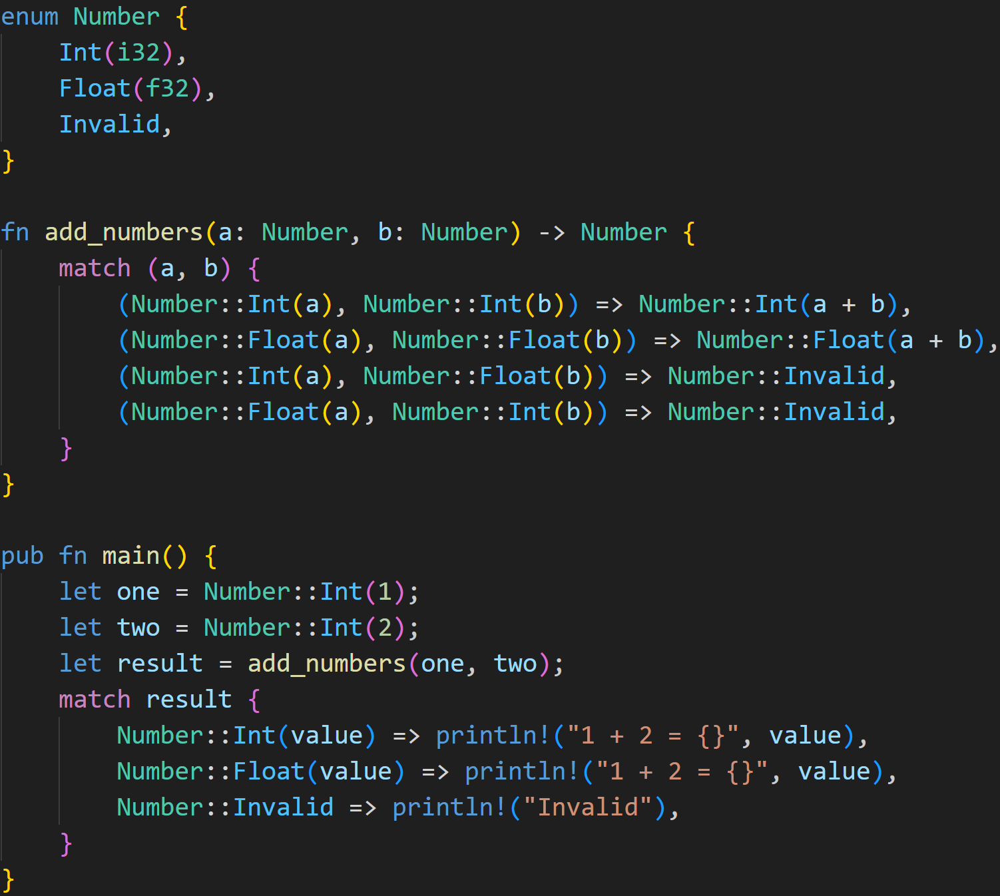 enum Number {
    Int(i32),
    Float(f32),
    Invalid,
}

fn add_numbers(a: Number, b: Number) -> Number {
    match (a, b) {
        (Number::Int(a), Number::Int(b)) => Number::Int(a + b),
        (Number::Float(a), Number::Float(b)) => Number::Float(a + b),
        (Number::Int(a), Number::Float(b)) => Number::Invalid,
        (Number::Float(a), Number::Int(b)) => Number::Invalid,
    }
}

pub fn main() {
    let one = Number::Int(1);
    let two = Number::Int(2);
    let result = add_numbers(one, two);
    match result {
        Number::Int(value) => println!("1 + 2 = {}", value),
        Number::Float(value) => println!("1 + 2 = {}", value),
        Number::Invalid => println!("Invalid"),
    }
}